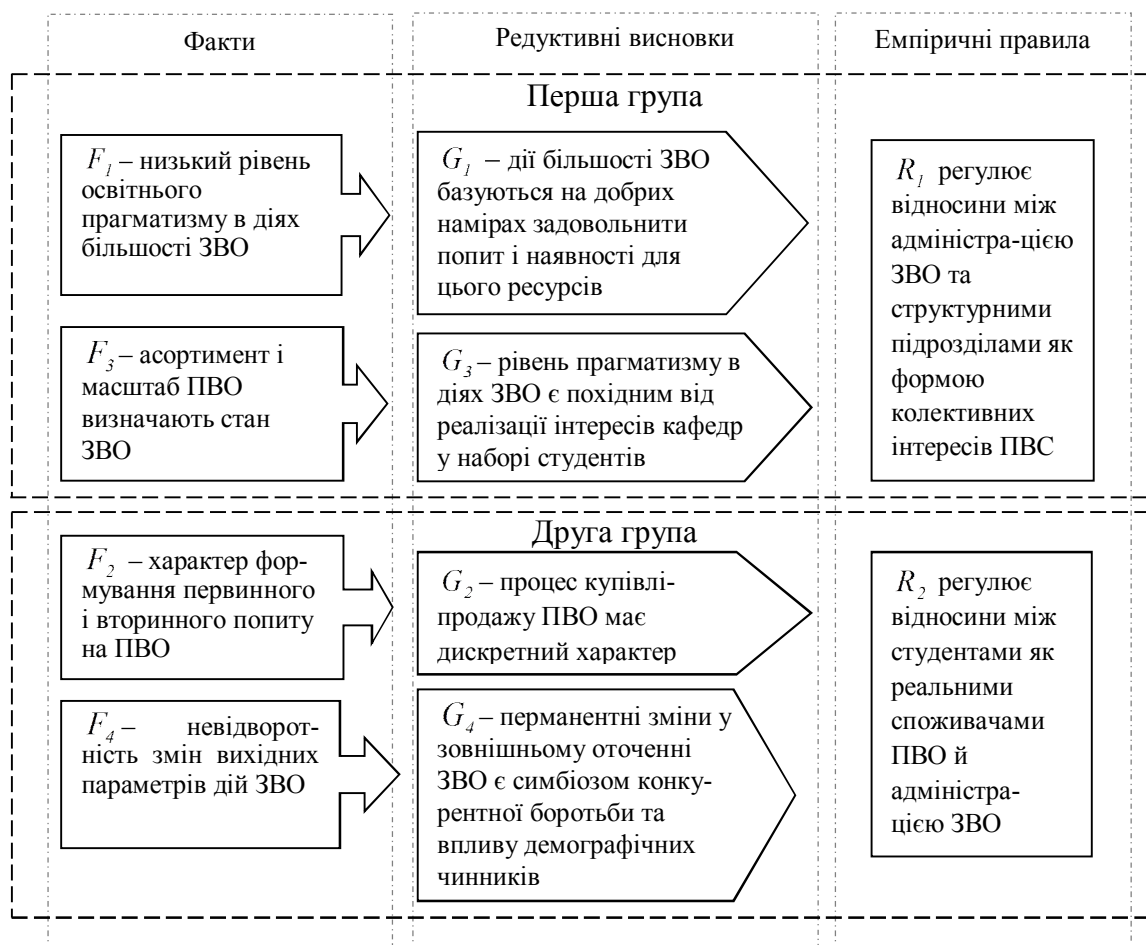 Факти
Редуктивні висновки
Емпіричні правила
Перша група
F₁ – низький рівень
освітнього
прагматизму в діях
більшості ЗВО
G₁ – дії більшості ЗВО
базуються на добрих
намірах задовольнити
попит і наявності для
цього ресурсів
R₁ регулює
відносини між
адміністра-цією
ЗВО та
структурними
підрозділами як
формою
колективних
інтересів ПВС
F₃ – асортимент і
масштаб ПВО
визначають стан
ЗВО
G₃ – рівень прагматизму в
діях ЗВО є похідним від
реалізації інтересів кафедр
у наборі студентів
Друга група
F₂ – характер фор-
мування первинного
і вторинного попиту
на ПВО
G₂ – процес купівлі-
продажу ПВО має
дискретний характер
R₂ регулює
відносини між
студентами як
реальними
споживачами
ПВО й
адміністра-
цією ЗВО
F₄ – невідворот-
ність змін вихідних
параметрів дій ЗВО
G₄ – перманентні зміни у
зовнішньому оточенні
ЗВО є симбіозом конку-
рентної боротьби та
впливу демографічних
чинників